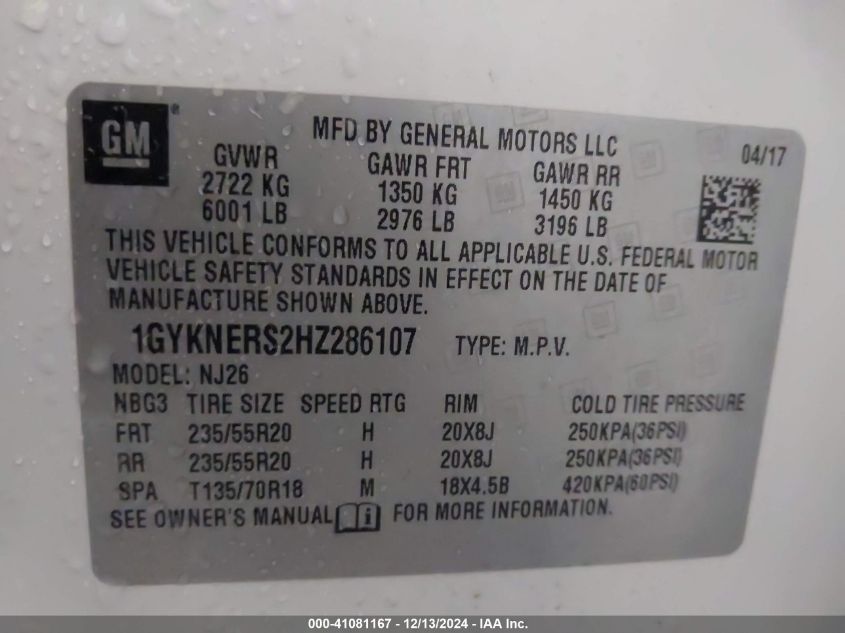 GM ®
MFD BY GENERAL MOTORS LLC
04/17
GVWR GAWR FRT GAWR RR
2722 KG 1350 KG 1450 KG
6001 LB 2976 LB 3196 LB
THIS VEHICLE CONFORMS TO ALL APPLICABLE U.S. FEDERAL MOTOR
VEHICLE SAFETY STANDARDS IN EFFECT ON THE DATE OF
MANUFACTURE SHOWN ABOVE.
1GYKNERS2HZ286107 TYPE: M.P.V.
MODEL: NJ26
NBG3 TIRE SIZE SPEED RTG RIM COLD TIRE PRESSURE
FRT 235/55R20 H 20X8J 250KPA(36PSI)
RR 235/55R20 H 20X8J 250KPA(36PSI)
SPA T135/70R18 M 18X4.5B 420KPA(60PSI)
SEE OWNER'S MANUAL i FOR MORE INFORMATION.
000-41081167 - 12/13/2024 - IAA Inc.